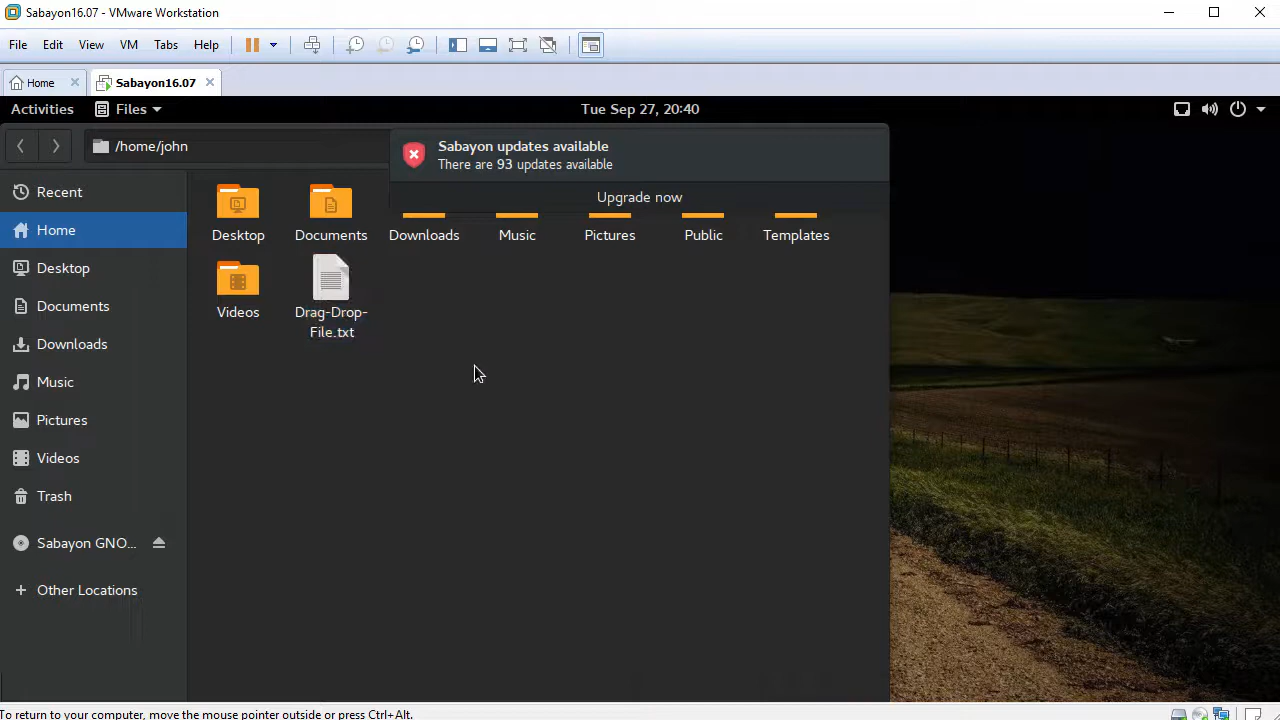 Sabayon16.07 - VMware Workstation
File Edit View VM Tabs Help
Home Sabayon16.07
Activities Files Tue Sep 27, 20:40
/home/john
Sabayon updates available
There are 93 updates available
Upgrade now
Recent
Home
Desktop
Documents
Downloads
Music
Pictures
Videos
Trash
Sabayon GNO...
Other Locations
Desktop Documents Downloads Music Pictures Public Templates
Videos Drag-Drop-
File.txt
To return to your computer, move the mouse pointer outside or press Ctrl+Alt.